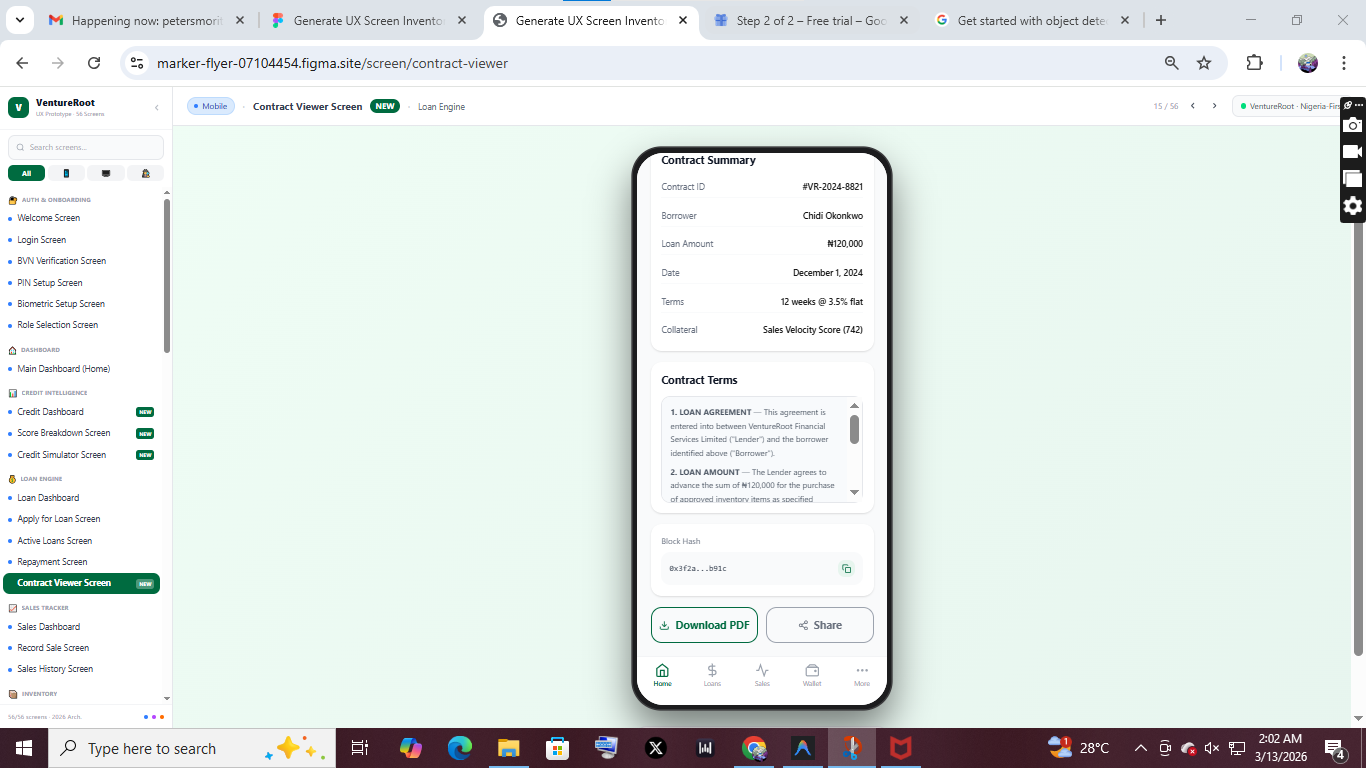 Happening now: petersmorit
Generate UX Screen Invento
Generate UX Screen Invento
Step 2 of 2 – Free trial – Goo
Get started with object dete
marker-flyer-07104454.figma.site/screen/contract-viewer
V
VentureRoot
UX Prototype · 56 Screens
Mobile
Contract Viewer Screen
NEW
Loan Engine
15 / 56
VentureRoot · Nigeria-Firs
Search screens...
All
AUTH & ONBOARDING
Welcome Screen
Login Screen
BVN Verification Screen
PIN Setup Screen
Biometric Setup Screen
Role Selection Screen
DASHBOARD
Main Dashboard (Home)
CREDIT INTELLIGENCE
Credit Dashboard NEW
Score Breakdown Screen NEW
Credit Simulator Screen NEW
LOAN ENGINE
Loan Dashboard
Apply for Loan Screen
Active Loans Screen
Repayment Screen
Contract Viewer Screen NEW
SALES TRACKER
Sales Dashboard
Record Sale Screen
Sales History Screen
INVENTORY
56/56 screens · 2026 Arch.
Contract Summary
Contract ID #VR-2024-8821
Borrower Chidi Okonkwo
Loan Amount ₦120,000
Date December 1, 2024
Terms 12 weeks @ 3.5% flat
Collateral Sales Velocity Score (742)
Contract Terms
1. LOAN AGREEMENT — This agreement is
entered into between VentureRoot Financial
Services Limited ("Lender") and the borrower
identified above ("Borrower").
2. LOAN AMOUNT — The Lender agrees to
advance the sum of ₦120,000 for the purchase
of approved inventory items as specified
Block Hash
0x3f2a...b91c
Download PDF
Share
Home
Loans
Sales
Wallet
More
Type here to search
28°C
2:02 AM
3/13/2026
4
1